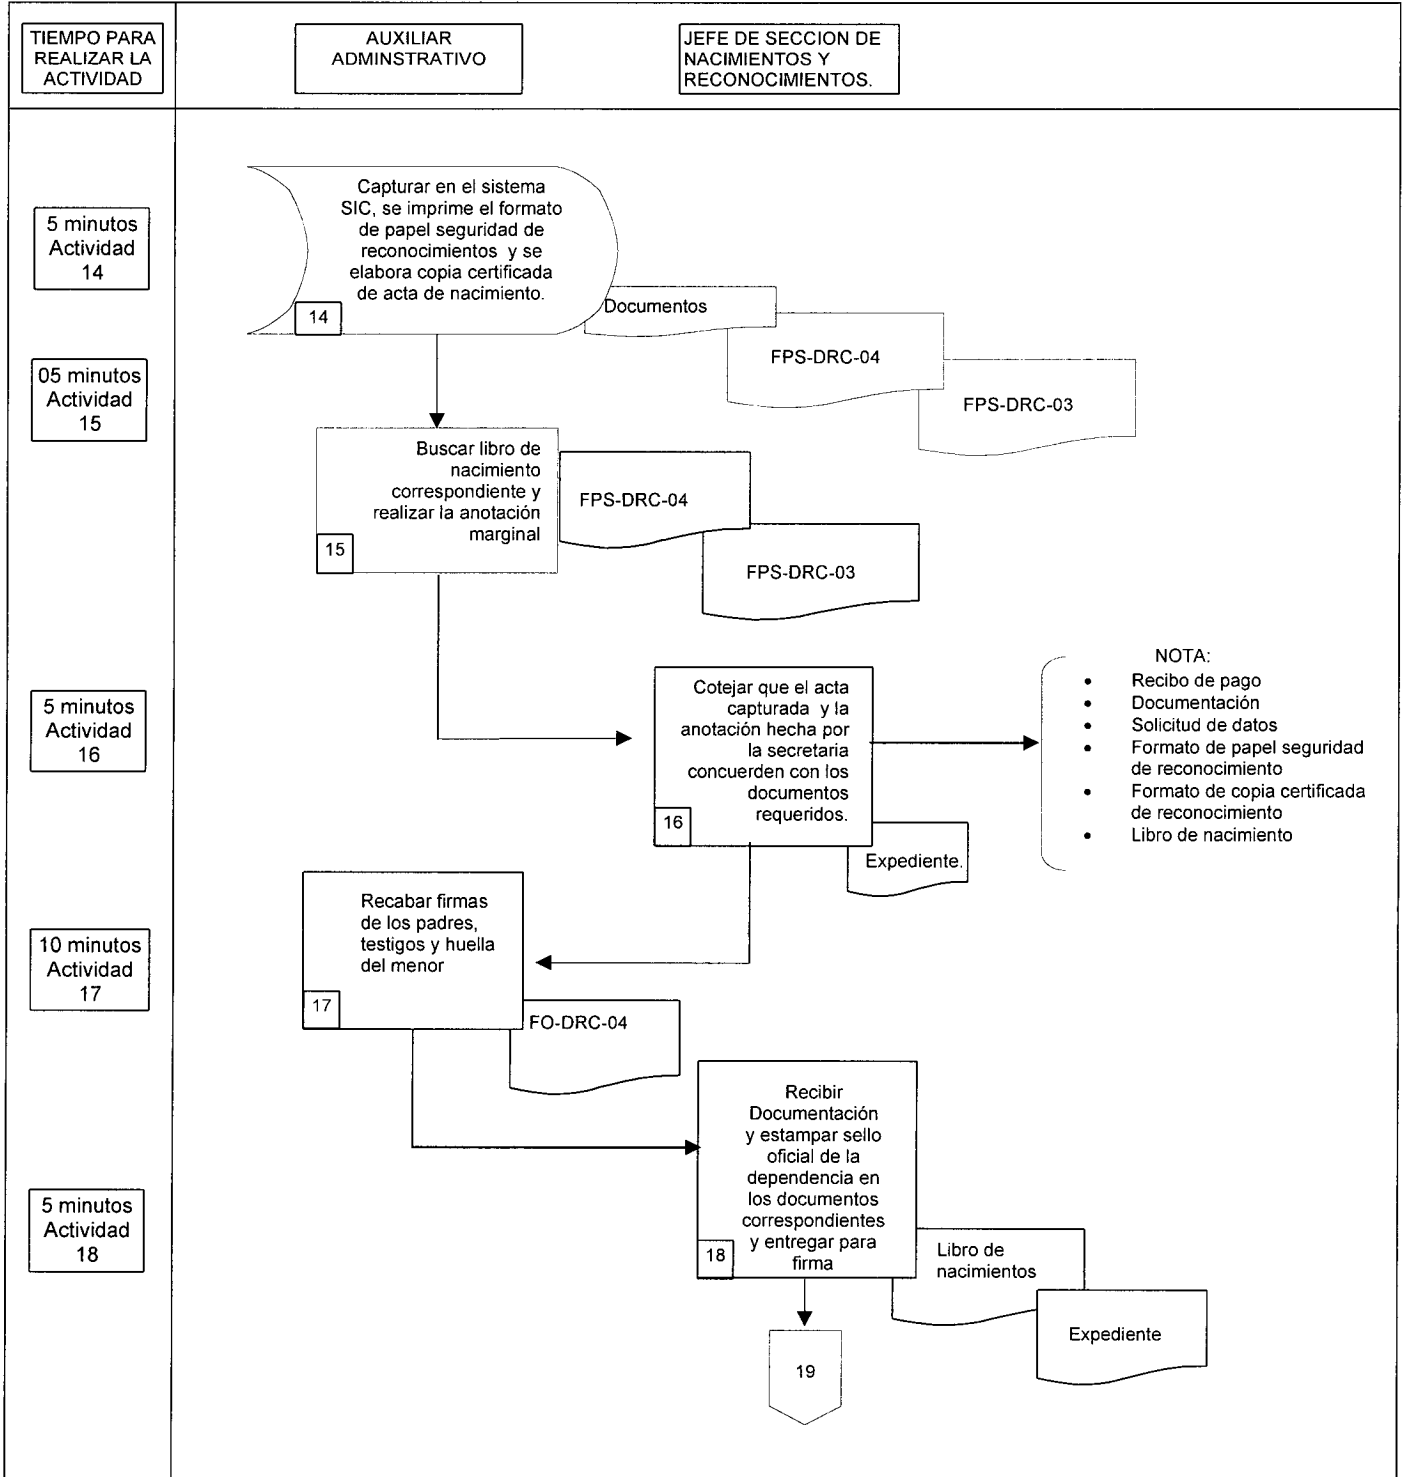 TIEMPO PARA
REALIZAR LA
ACTIVIDAD
AUXILIAR
ADMINSTRATIVO
JEFE DE SECCION DE
NACIMIENTOS Y
RECONOCIMIENTOS.
5 minutos
Actividad
14
Capturar en el sistema
SIC, se imprime el formato
de papel seguridad de
reconocimientos y se
elabora copia certificada
de acta de nacimiento.
14
Documentos
FPS-DRC-04
FPS-DRC-03
05 minutos
Actividad
15
Buscar libro de
nacimiento
correspondiente y
realizar la anotación
marginal
15
FPS-DRC-04
FPS-DRC-03
5 minutos
Actividad
16
Cotejar que el acta
capturada y la
anotación hecha por
la secretaria
concuerden con los
documentos
requeridos.
16
Expediente.
NOTA:
• Recibo de pago
• Documentación
• Solicitud de datos
• Formato de papel seguridad
de reconocimiento
• Formato de copia certificada
de reconocimiento
• Libro de nacimiento
10 minutos
Actividad
17
Recabar firmas
de los padres,
testigos y huella
del menor
17
FO-DRC-04
5 minutos
Actividad
18
Recibir
Documentación
y estampar sello
oficial de la
dependencia en
los documentos
correspondientes
y entregar para
firma
18
Libro de
nacimientos
Expediente
19